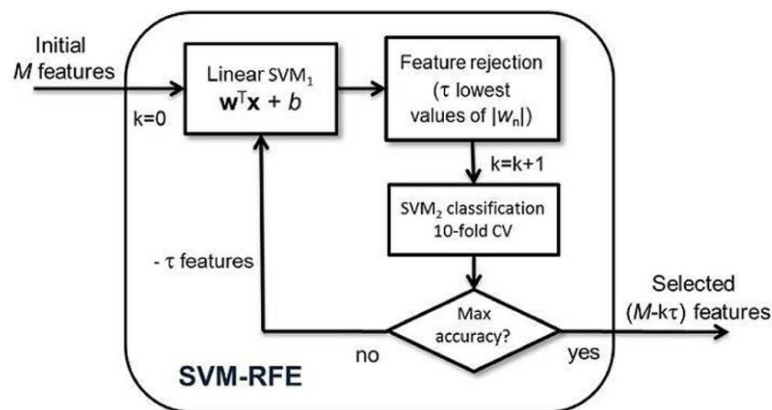 Initial
M features
k=0
Linear SVM₁
wᵀx + b
Feature rejection
(τ lowest
values of |wₙ|)
k=k+1
SVM₂ classification
10-fold CV
- τ features
Max
accuracy?
no
yes
Selected
(M-kτ) features
SVM-RFE